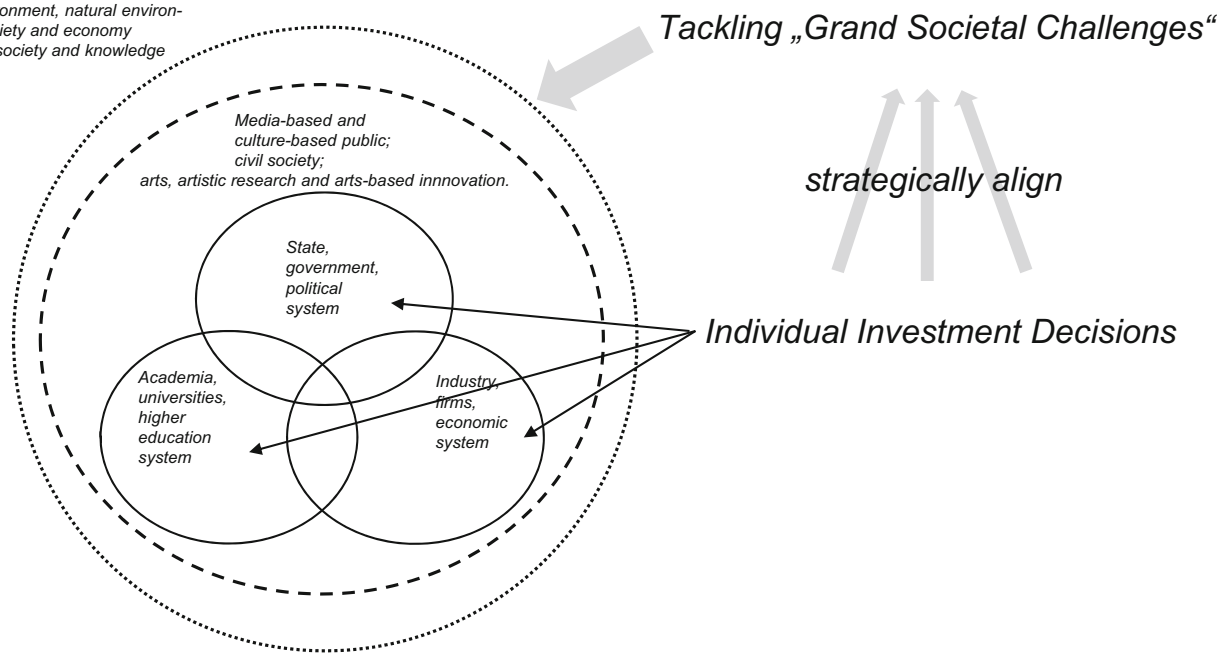 onment, natural environ-
iety and economy
society and knowledge
Tackling „Grand Societal Challenges“
Media-based and
culture-based public;
civil society;
arts, artistic research and arts-based innnovation.
strategically align
State,
government,
political
system
Individual Investment Decisions
Academia,
universities,
higher
education
system
Industry,
firms,
economic
system